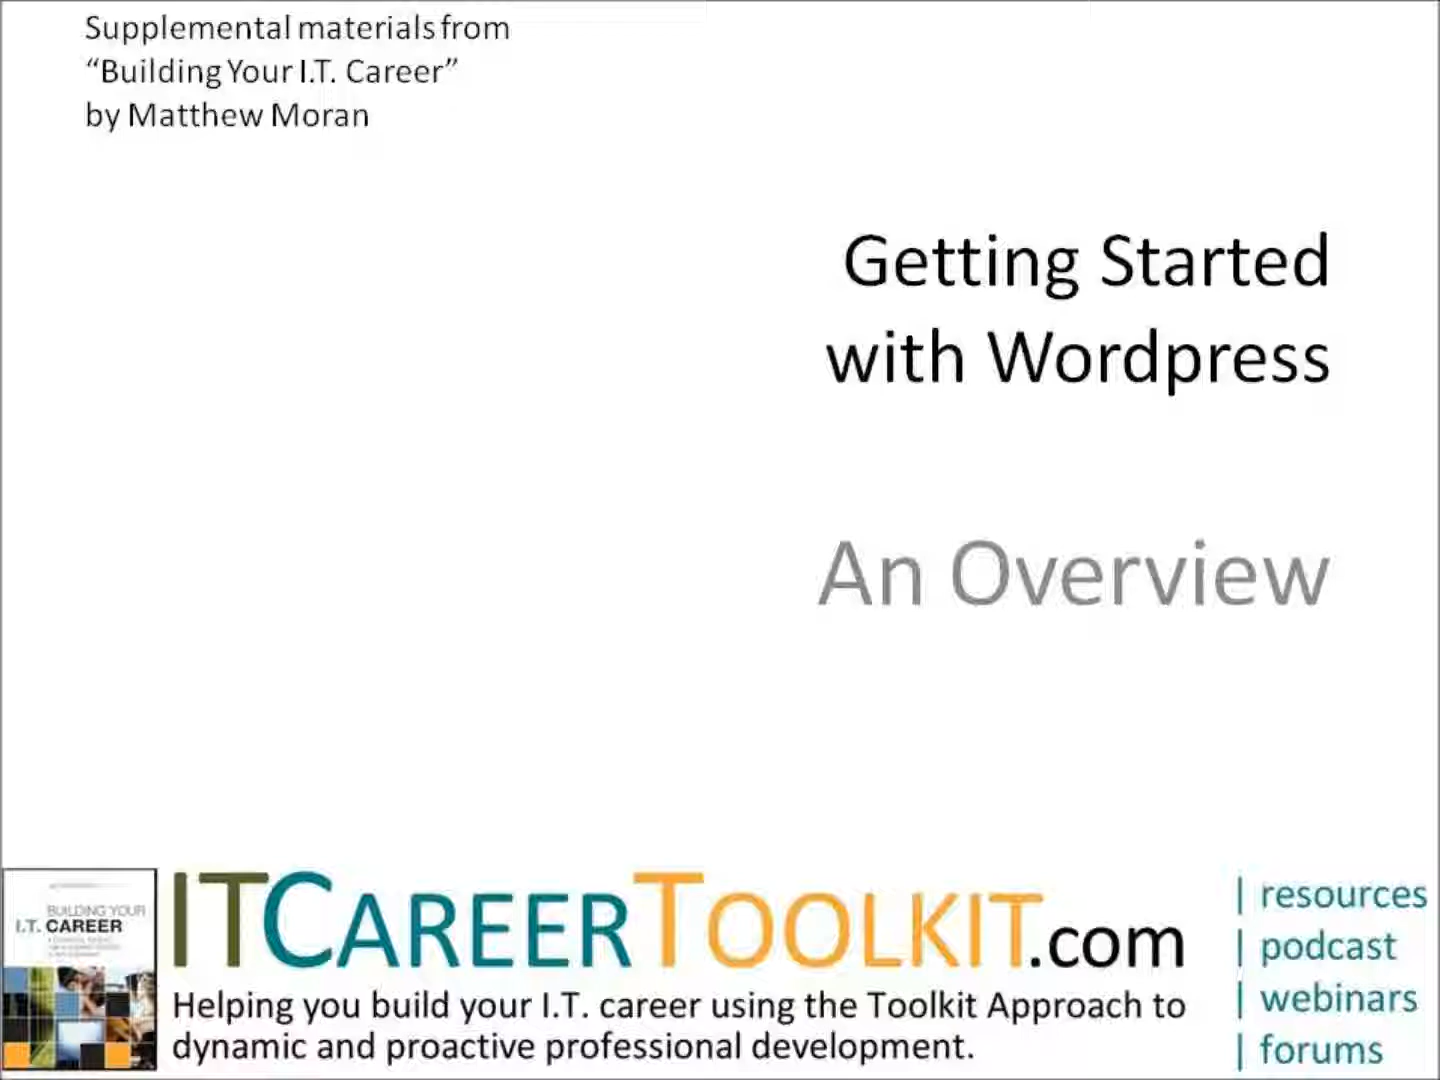 Supplemental materials from
“Building Your I.T. Career”
by Matthew Moran
Getting Started
with Wordpress
An Overview
BUILDING YOUR
I.T. CAREER
ITCAREERTOOLKIT.com
Helping you build your I.T. career using the Toolkit Approach to
dynamic and proactive professional development.
| resources
| podcast
| webinars
| forums